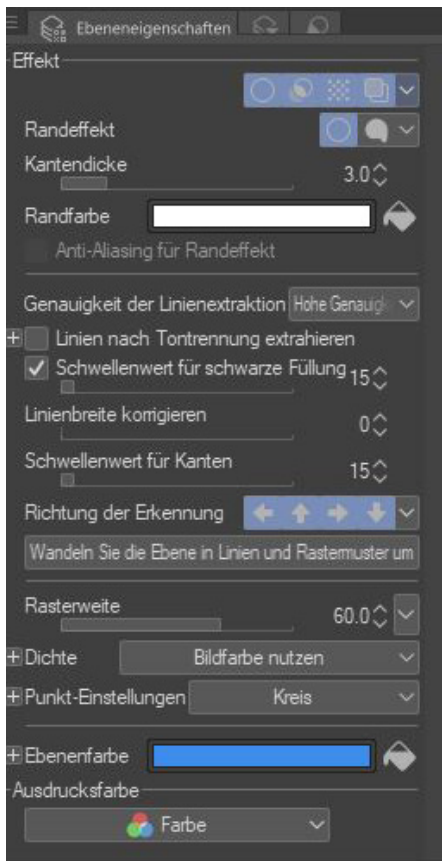 Ebeneneigenschaften
Effekt
Randeffekt
Kantendicke
3.0
Randfarbe
Anti-Aliasing für Randeffekt
Genauigkeit der Linienextraktion Hohe Genauigk
Linien nach Tontrennung extrahieren
Schwellenwert für schwarze Füllung 15
Linienbreite korrigieren
0
Schwellenwert für Kanten
15
Richtung der Erkennung
Wandeln Sie die Ebene in Linien und Rastermuster um
Rasterweite
60.0
Dichte Bildfarbe nutzen
Punkt-Einstellungen Kreis
Ebenenfarbe
Ausdrucksfarbe
Farbe